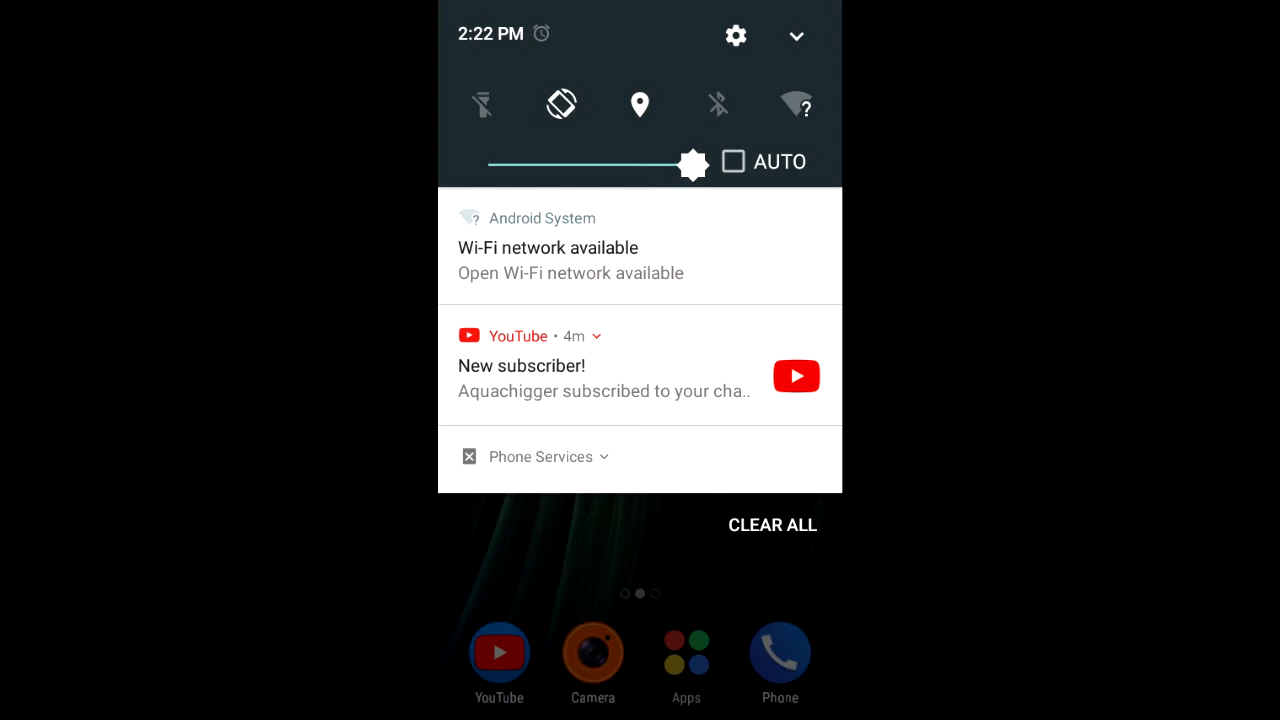 2:22 PM
AUTO
Android System
Wi-Fi network available
Open Wi-Fi network available
YouTube • 4m
New subscriber!
Aquachigger subscribed to your cha..
Phone Services
CLEAR ALL
YouTube
Camera
Apps
Phone